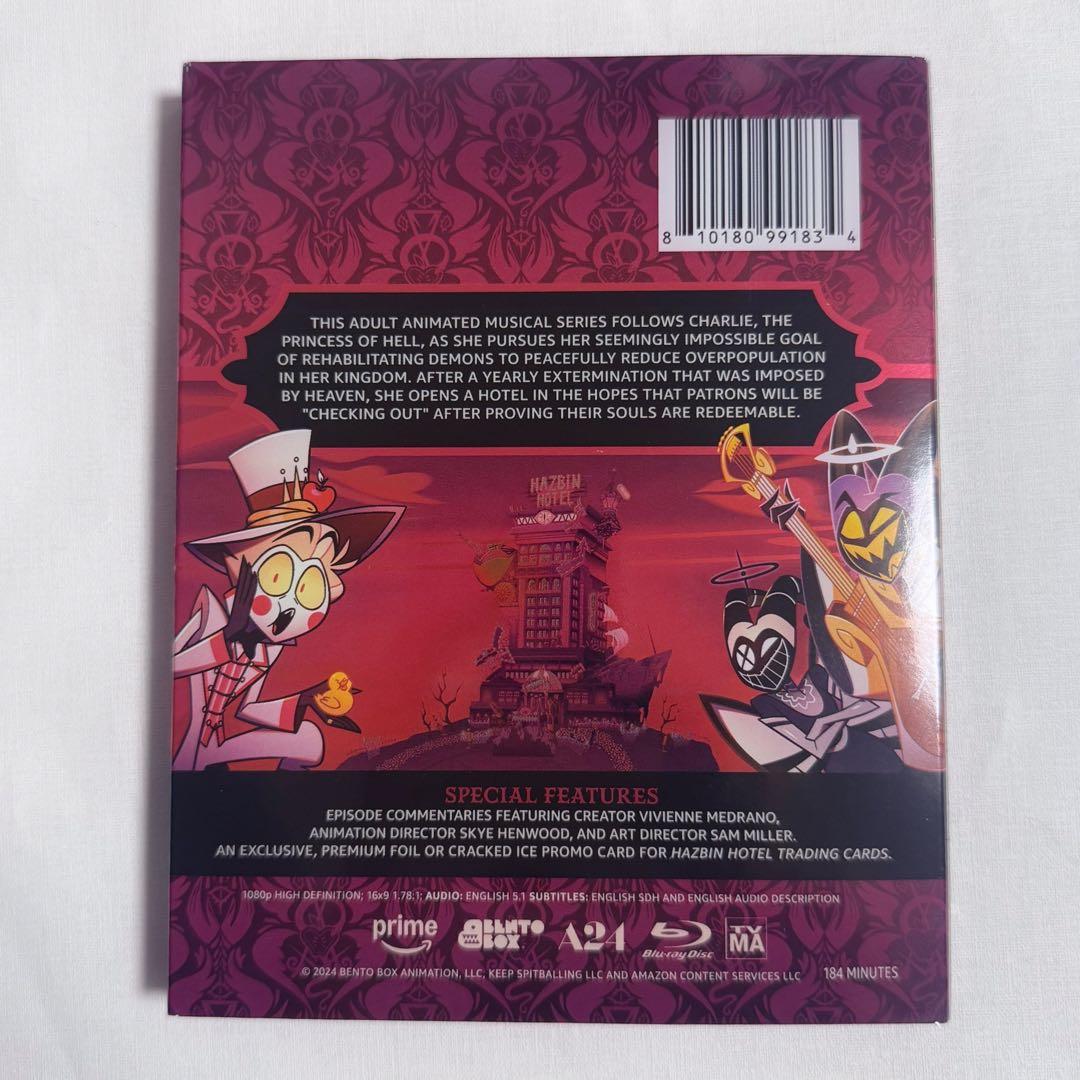 8 10180 99183 4
THIS ADULT ANIMATED MUSICAL SERIES FOLLOWS CHARLIE, THE
PRINCESS OF HELL, AS SHE PURSUES HER SEEMINGLY IMPOSSIBLE GOAL
OF REHABILITATING DEMONS TO PEACEFULLY REDUCE OVERPOPULATION
IN HER KINGDOM. AFTER A YEARLY EXTERMINATION THAT WAS IMPOSED
BY HEAVEN, SHE OPENS A HOTEL IN THE HOPES THAT PATRONS WILL BE
"CHECKING OUT" AFTER PROVING THEIR SOULS ARE REDEEMABLE.
HAZBIN
HOTEL
SPECIAL FEATURES
EPISODE COMMENTARIES FEATURING CREATOR VIVIENNE MEDRANO,
ANIMATION DIRECTOR SKYE HENWOOD, AND ART DIRECTOR SAM MILLER.
AN EXCLUSIVE, PREMIUM FOIL OR CRACKED ICE PROMO CARD FOR HAZBIN HOTEL TRADING CARDS.
1080p HIGH DEFINITION; 16x9 1.78:1; AUDIO: ENGLISH 5.1 SUBTITLES: ENGLISH SDH AND ENGLISH AUDIO DESCRIPTION
prime BENTO BOX A24 Blu-ray Disc TV MA
© 2024 BENTO BOX ANIMATION, LLC, KEEP SPITBALLING LLC AND AMAZON CONTENT SERVICES LLC 184 MINUTES